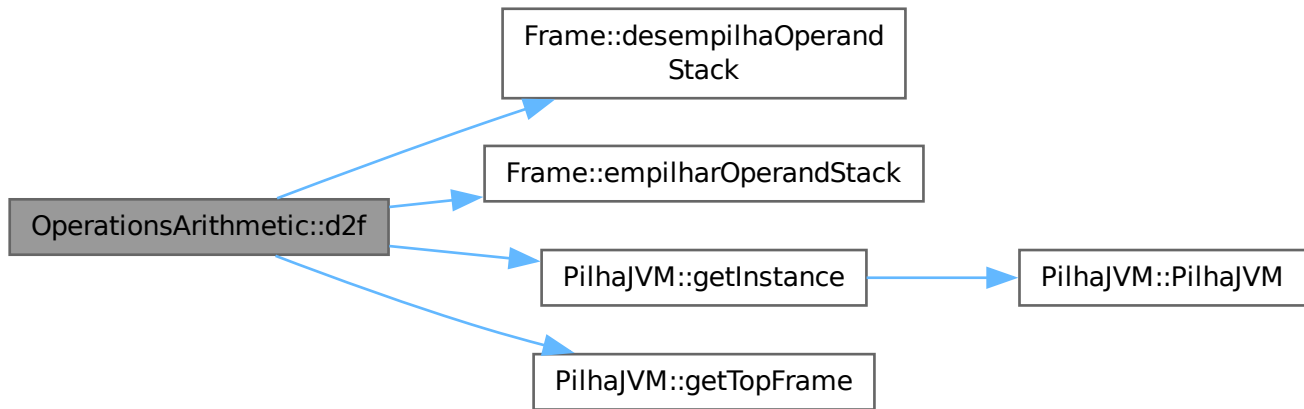 Frame::desempilhaOperand
Stack
Frame::empilharOperandStack
OperationsArithmetic::d2f
PilhaJVM::getInstance
PilhaJVM::PilhaJVM
PilhaJVM::getTopFrame